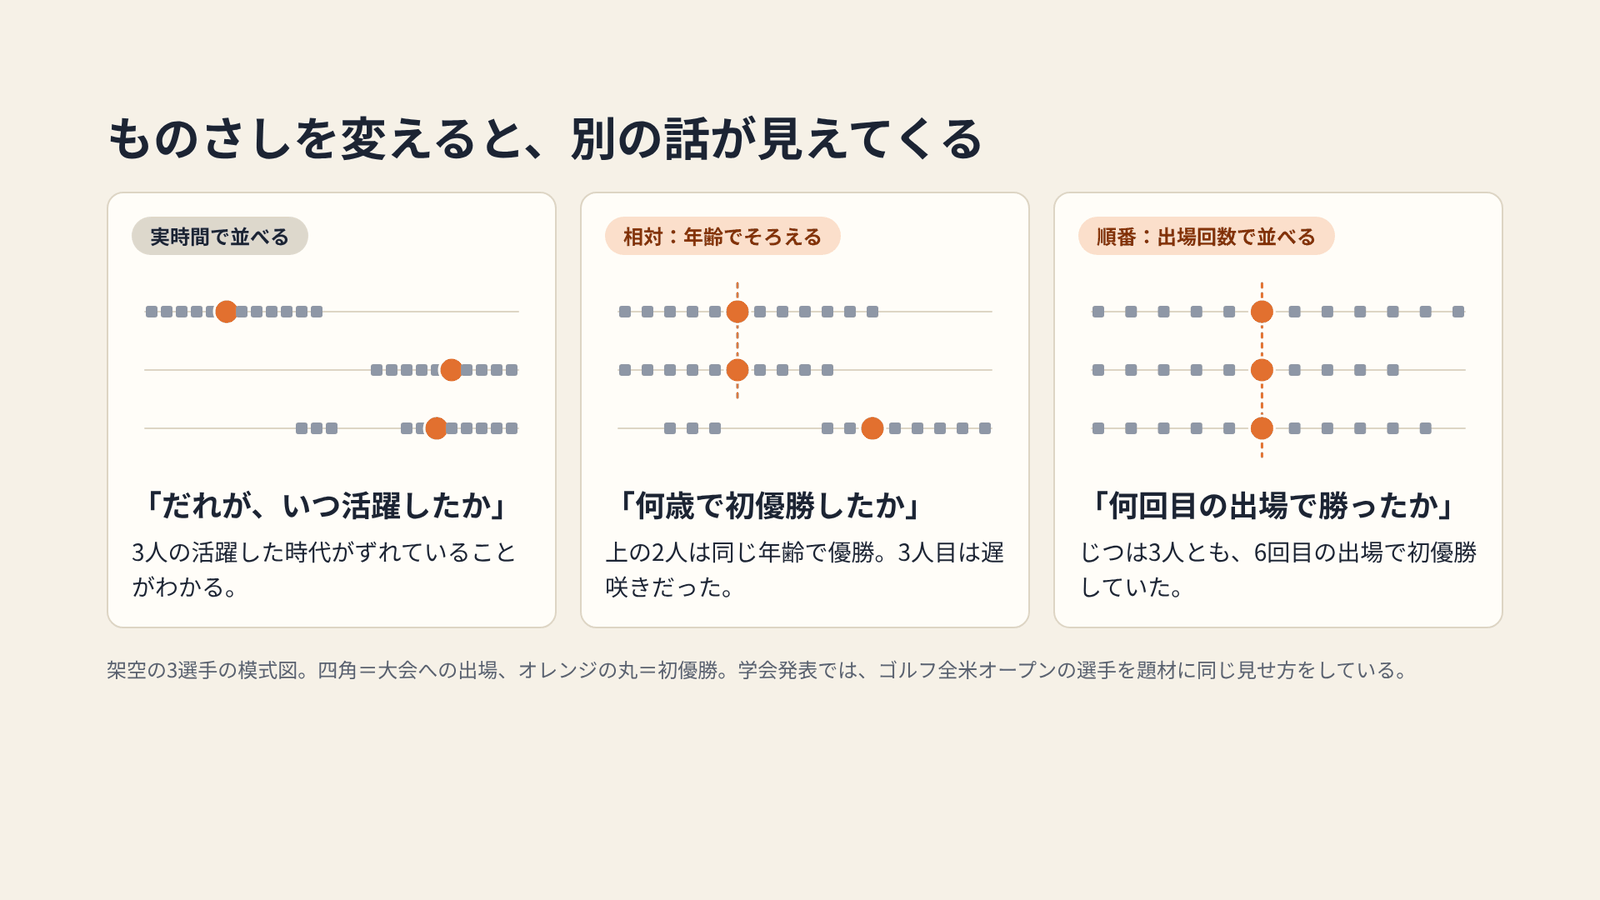 ものさしを変えると、別の話が見えてくる
実時間で並べる
「だれが、いつ活躍したか」
3人の活躍した時代がずれていること
がわかる。
相対：年齢でそろえる
「何歳で初優勝したか」
上の2人は同じ年齢で優勝。3人目は遅
咲きだった。
順番：出場回数で並べる
「何回目の出場で勝ったか」
じつは3人とも、6回目の出場で初優勝
していた。
架空の3選手の模式図。四角＝大会への出場、オレンジの丸＝初優勝。学会発表では、ゴルフ全米オープンの選手を題材に同じ見せ方をしている。